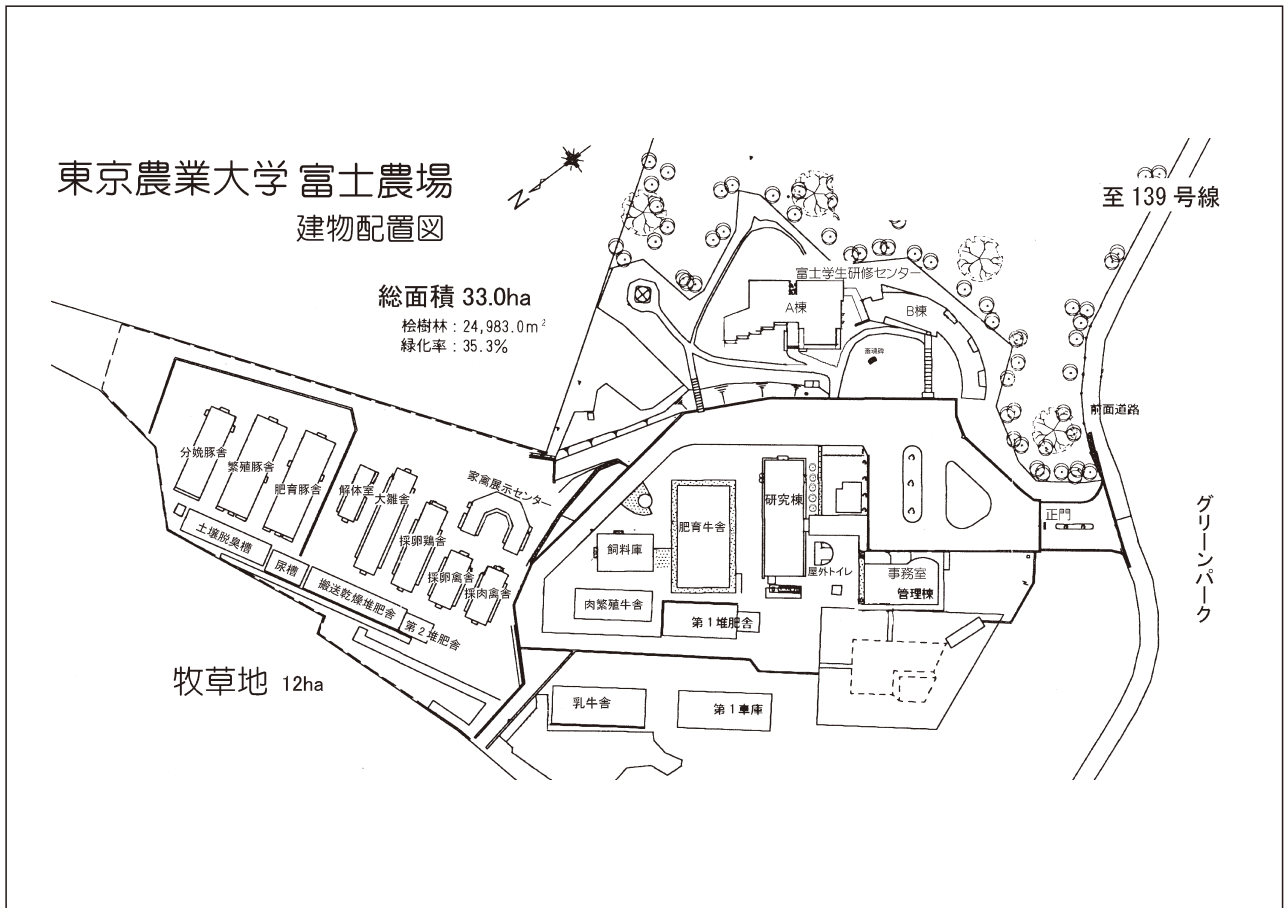 東京農業大学 富士農場
建物配置図
N
総面積 33.0ha
桧樹林：24,983.0m²
緑化率：35.3%
至 139 号線
富士学生研修センター
A棟
B棟
畜魂碑
前面道路
グリーンパーク
正門
分娩豚舎
繁殖豚舎
肥育豚舎
解体室
大雛舎
家禽展示センター
採卵鶏舎
採卵禽舎
採肉禽舎
土壌脱臭槽
尿槽
搬送乾燥堆肥舎
第２堆肥舎
飼料庫
肥育牛舎
研究棟
屋外トイレ
事務室
管理棟
肉繁殖牛舎
第１堆肥舎
牧草地 12ha
乳牛舎
第１車庫